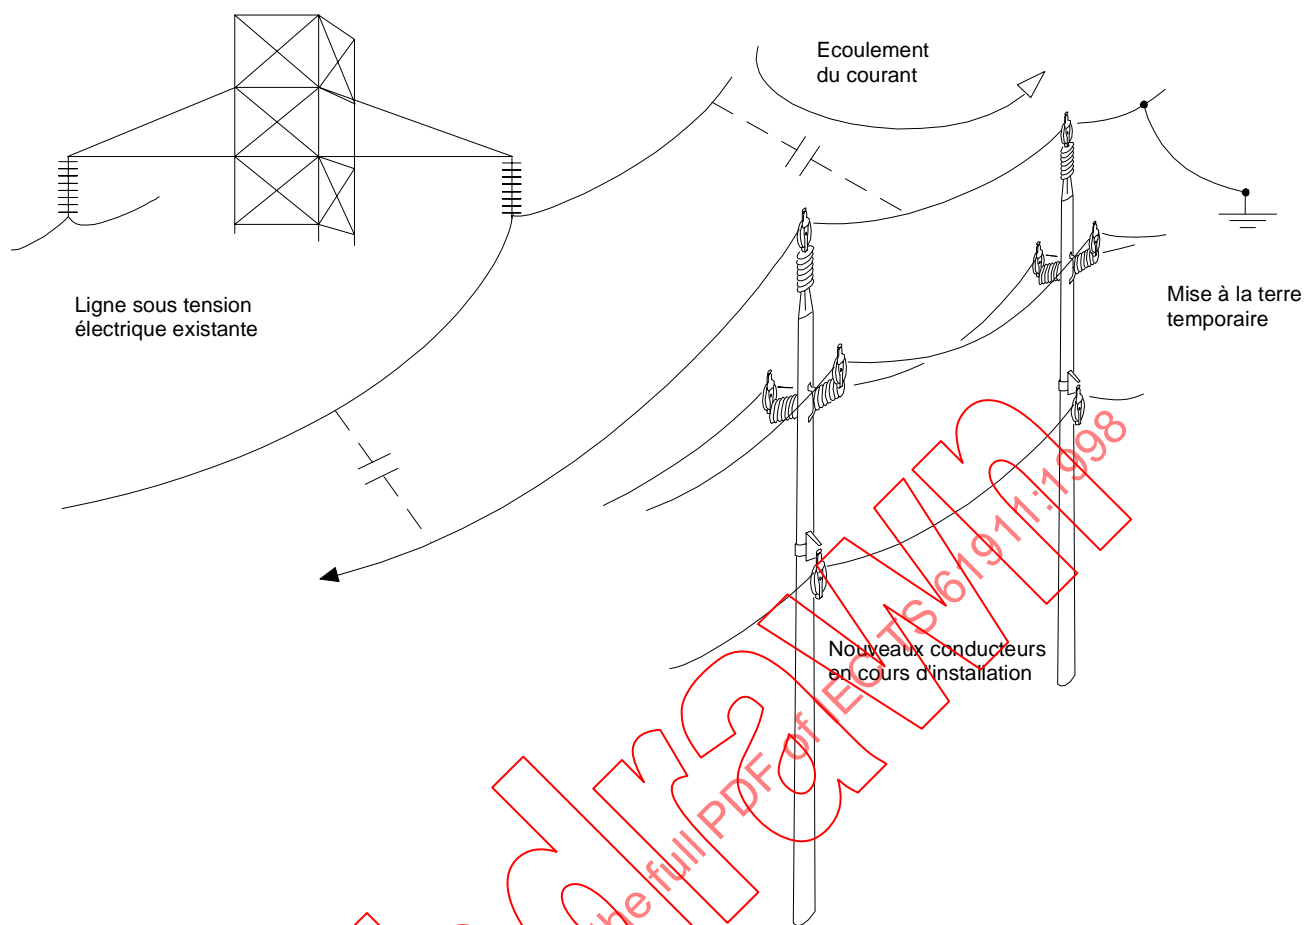 Ecoulement
du courant
Ligne sous tension
électrique existante
Mise à la terre
temporaire
Nouveaux conducteurs
en cours d'installation
drawn
the full PDF of IEC TS 61911:1998